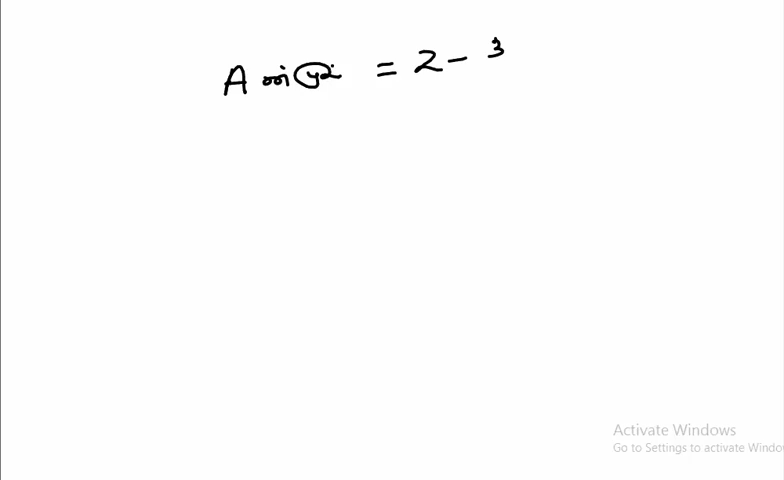 A = 2 - 3
Activate Windows
Go to Settings to activate Windo